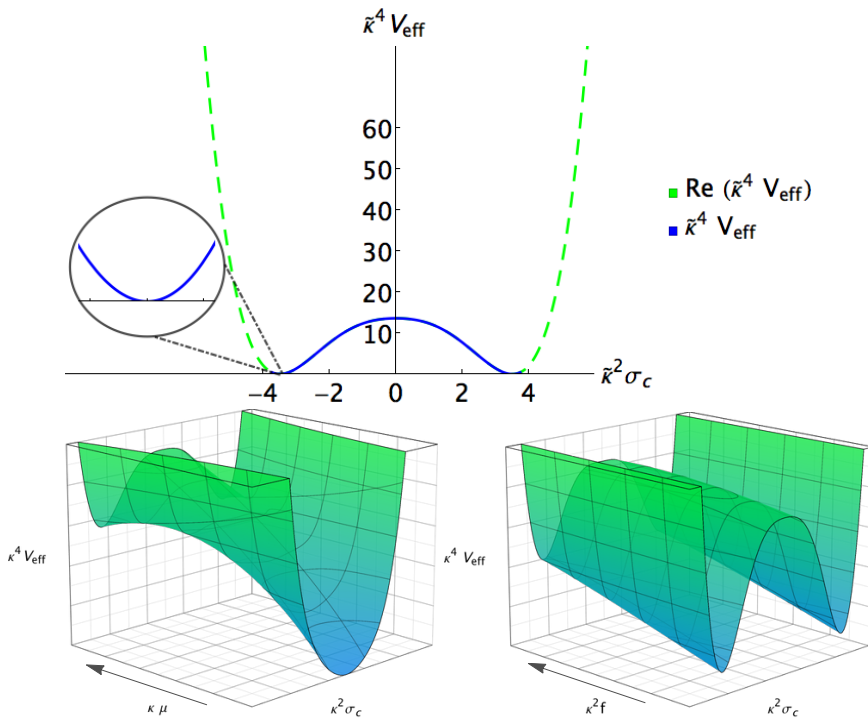 κ̃⁴ V_eff
60
50
40
30
20
10
−4 −2 0 2 4
κ̃²σ_c
Re (κ̃⁴ V_eff)
κ̃⁴ V_eff
κ⁴ V_eff
κ μ
κ²σ_c
κ⁴ V_eff
κ²f
κ²σ_c